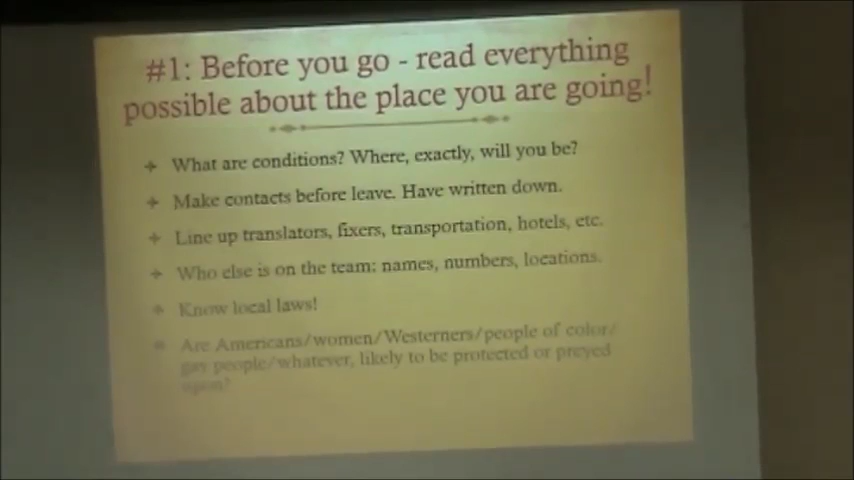 #1: Before you go - read everything
possible about the place you are going!
What are conditions? Where, exactly, will you be?
Make contacts before leave. Have written down.
Line up translators, fixers, transportation, hotels, etc.
Who else is on the team: names, numbers, locations.
Know local laws!
Are Americans/women/Westerners/people of color/
gay people/whatever, likely to be protected or preyed
upon?